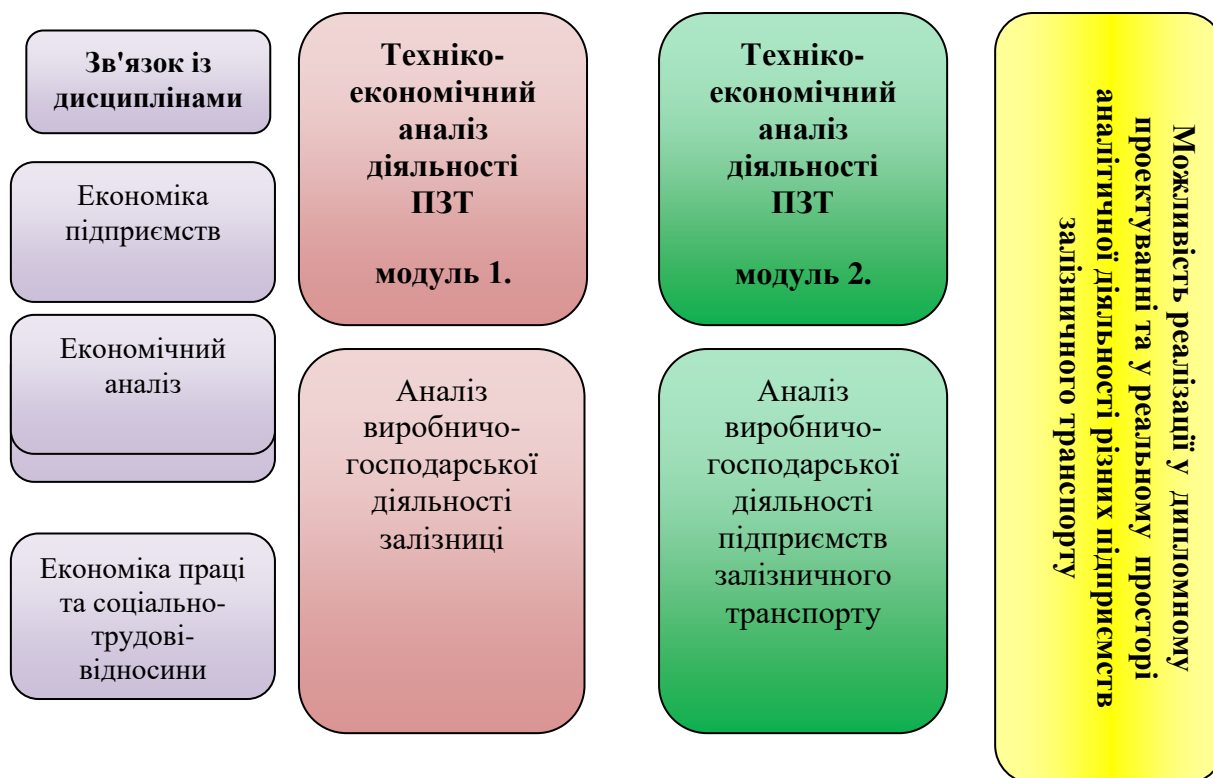 Зв'язок із
дисциплінами
Економіка
підприємств
Економічний
аналіз
Економіка праці
та соціально-
трудові-
відносини
Техніко-
економічний
аналіз
діяльності
ПЗТ
модуль 1.
Аналіз
виробничо-
господарської
діяльності
залізниці
Техніко-
економічний
аналіз
діяльності
ПЗТ
модуль 2.
Аналіз
виробничо-
господарської
діяльності
підприємств
залізничного
транспорту
Можливість реалізації у дипломному
проектуванні та у реальному просторі
аналітичної діяльності різних підприємств
залізничного транспорту